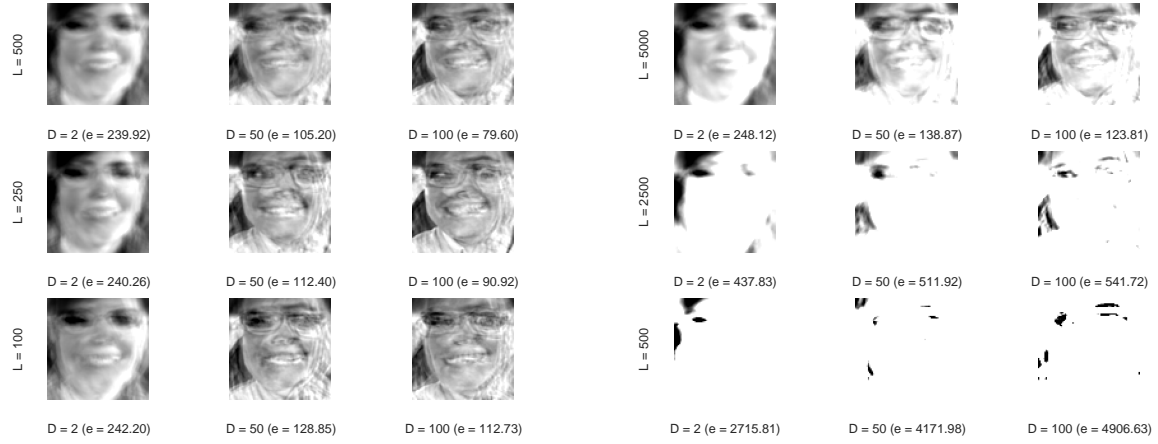 L = 500
D = 2 (e = 239.92) D = 50 (e = 105.20) D = 100 (e = 79.60)
L = 250
D = 2 (e = 240.26) D = 50 (e = 112.40) D = 100 (e = 90.92)
L = 100
D = 2 (e = 242.20) D = 50 (e = 128.85) D = 100 (e = 112.73)
L = 5000
D = 2 (e = 248.12) D = 50 (e = 138.87) D = 100 (e = 123.81)
L = 2500
D = 2 (e = 437.83) D = 50 (e = 511.92) D = 100 (e = 541.72)
L = 500
D = 2 (e = 2715.81) D = 50 (e = 4171.98) D = 100 (e = 4906.63)